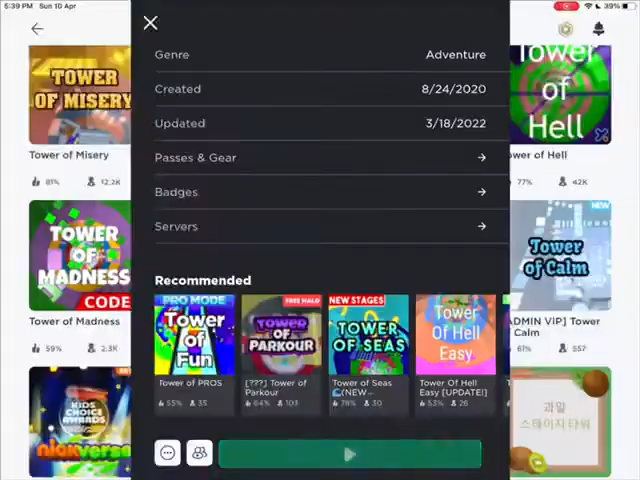 5:39 PM Sun 10 Apr
39%
TOWER
OF MISERY
Tower of Misery
81% 12.2K
TOWER
OF
MADNESS
CODE
Tower of Madness
59% 2.3K
KIDS
CHOICE
AWARDS
nickverse
Genre Adventure
Created 8/24/2020
Updated 3/18/2022
Passes & Gear
Badges
Servers
Recommended
PRO MODE
Tower
of
Fun
Tower of PROS
55% 35
FREE HALO
TOWER
OF
PARKOUR
[???] Tower of
Parkour
64% 103
NEW STAGES
TOWER
OF SEAS
Tower of Seas
🌊(NEW-
78% 30
Tower
Of Hell
Easy
Tower Of Hell
Easy [UPDATE!]
53% 26
Tower
of
Hell
wer of Hell
77% 42K
NEW
Tower
of Calm
ADMIN VIP] Tower
Calm
61% 557
과일
스테이지 타워